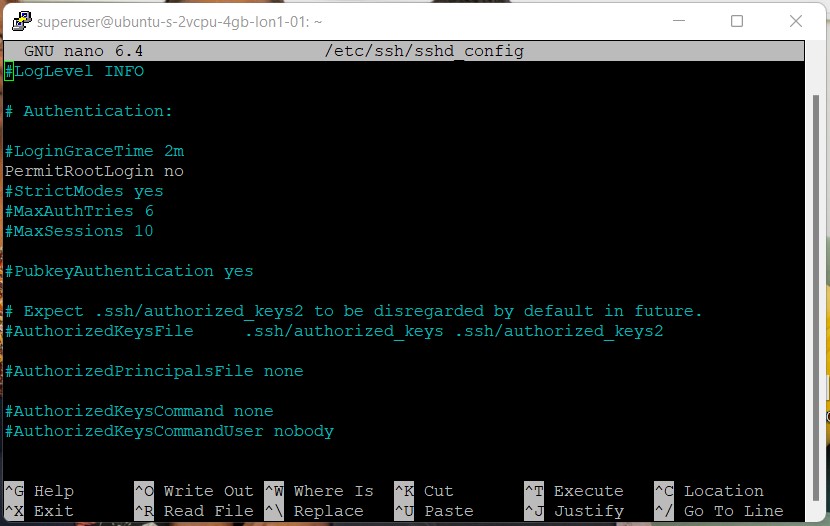 superuser@ubuntu-s-2vcpu-4gb-lon1-01: ~
GNU nano 6.4 /etc/ssh/sshd_config
#LogLevel INFO
# Authentication:
#LoginGraceTime 2m
PermitRootLogin no
#StrictModes yes
#MaxAuthTries 6
#MaxSessions 10
#PubkeyAuthentication yes
# Expect .ssh/authorized_keys2 to be disregarded by default in future.
#AuthorizedKeysFile     .ssh/authorized_keys .ssh/authorized_keys2
#AuthorizedPrincipalsFile none
#AuthorizedKeysCommand none
#AuthorizedKeysCommandUser nobody
^G Help ^O Write Out ^W Where Is ^K Cut ^T Execute ^C Location
^X Exit ^R Read File ^\ Replace ^U Paste ^J Justify ^/ Go To Line